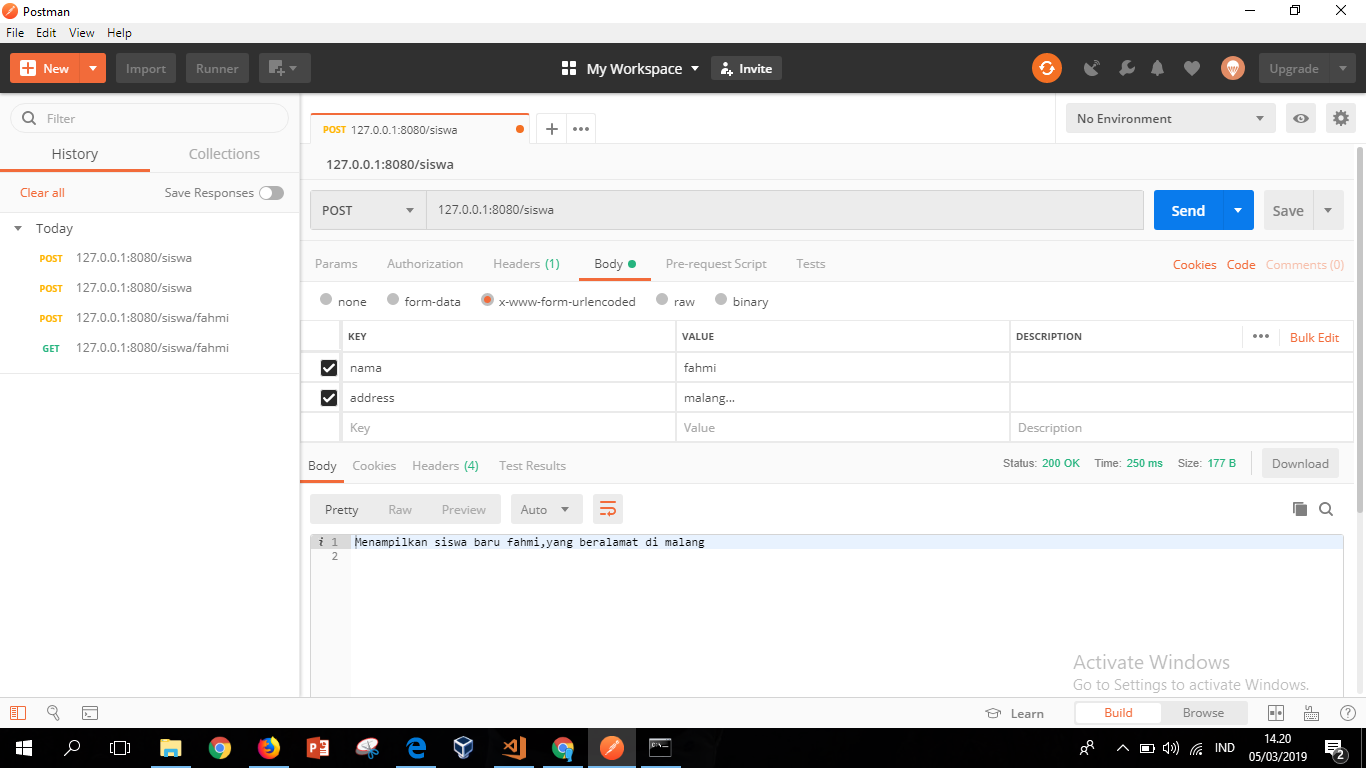 Postman
File Edit View Help
New Import Runner My Workspace Invite Upgrade
Filter
History Collections
Clear all Save Responses
Today
POST 127.0.0.1:8080/siswa
POST 127.0.0.1:8080/siswa
POST 127.0.0.1:8080/siswa/fahmi
GET 127.0.0.1:8080/siswa/fahmi
POST 127.0.0.1:8080/siswa
No Environment
127.0.0.1:8080/siswa
POST 127.0.0.1:8080/siswa Send Save
Params Authorization Headers (1) Body Pre-request Script Tests Cookies Code Comments (0)
none form-data x-www-form-urlencoded raw binary
KEY VALUE DESCRIPTION Bulk Edit
nama fahmi
address malang...
Key Value Description
Body Cookies Headers (4) Test Results Status: 200 OK Time: 250 ms Size: 177 B Download
Pretty Raw Preview Auto
i 1 Menampilkan siswa baru fahmi,yang beralamat di malang
2
Activate Windows
Go to Settings to activate Windows.
Learn Build Browse
IND 14.20
05/03/2019 2